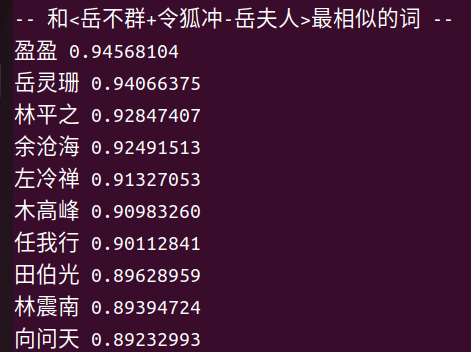 -- 和<岳不群+令狐冲-岳夫人>最相似的词 --
盈盈 0.94568104
岳灵珊 0.94066375
林平之 0.92847407
余沧海 0.92491513
左冷禅 0.91327053
木高峰 0.90983260
任我行 0.90112841
田伯光 0.89628959
林震南 0.89394724
向问天 0.89232993